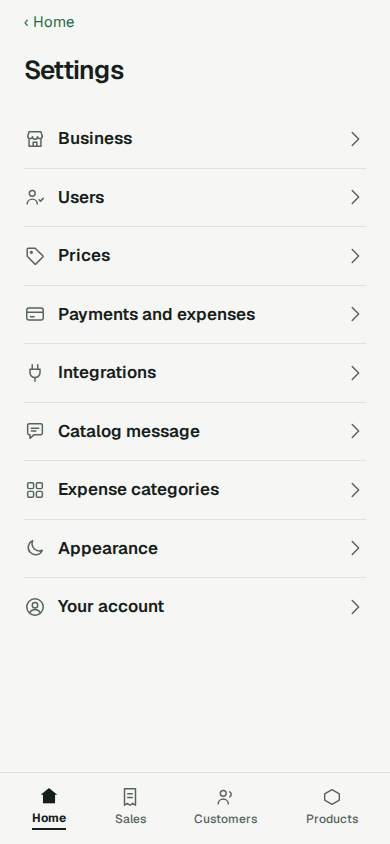 ‹ Home
Settings
Business
Users
Prices
Payments and expenses
Integrations
Catalog message
Expense categories
Appearance
Your account
Home
Sales
Customers
Products